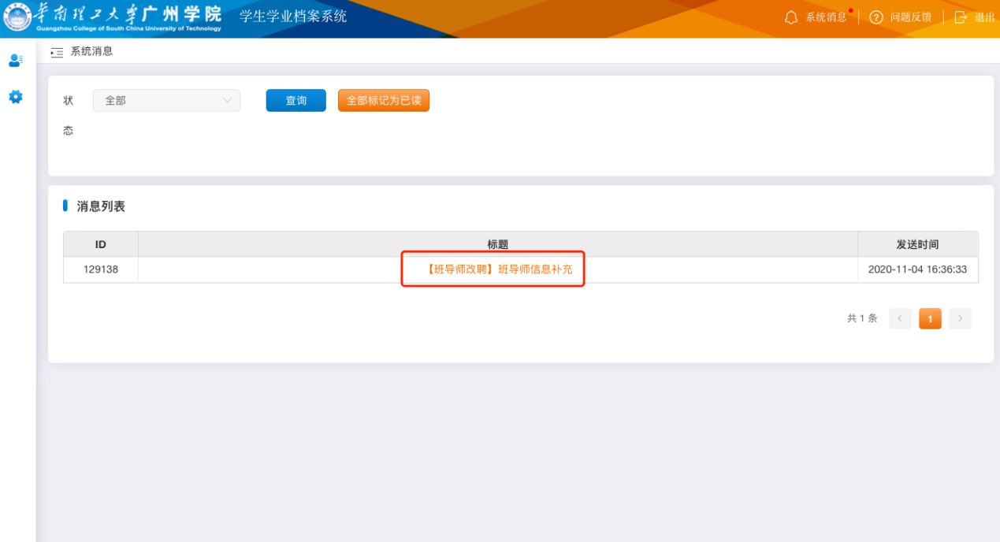 华南理工大学广州学院 学生学业档案系统 系统消息 问题反馈 退出
Guangzhou College of South China University of Technology
系统消息
状态 全部 查询 全部标记为已读
消息列表
ID 标题 发送时间
129138 【班导师改聘】班导师信息补充 2020-11-04 16:36:33
共 1 条 < 1 >